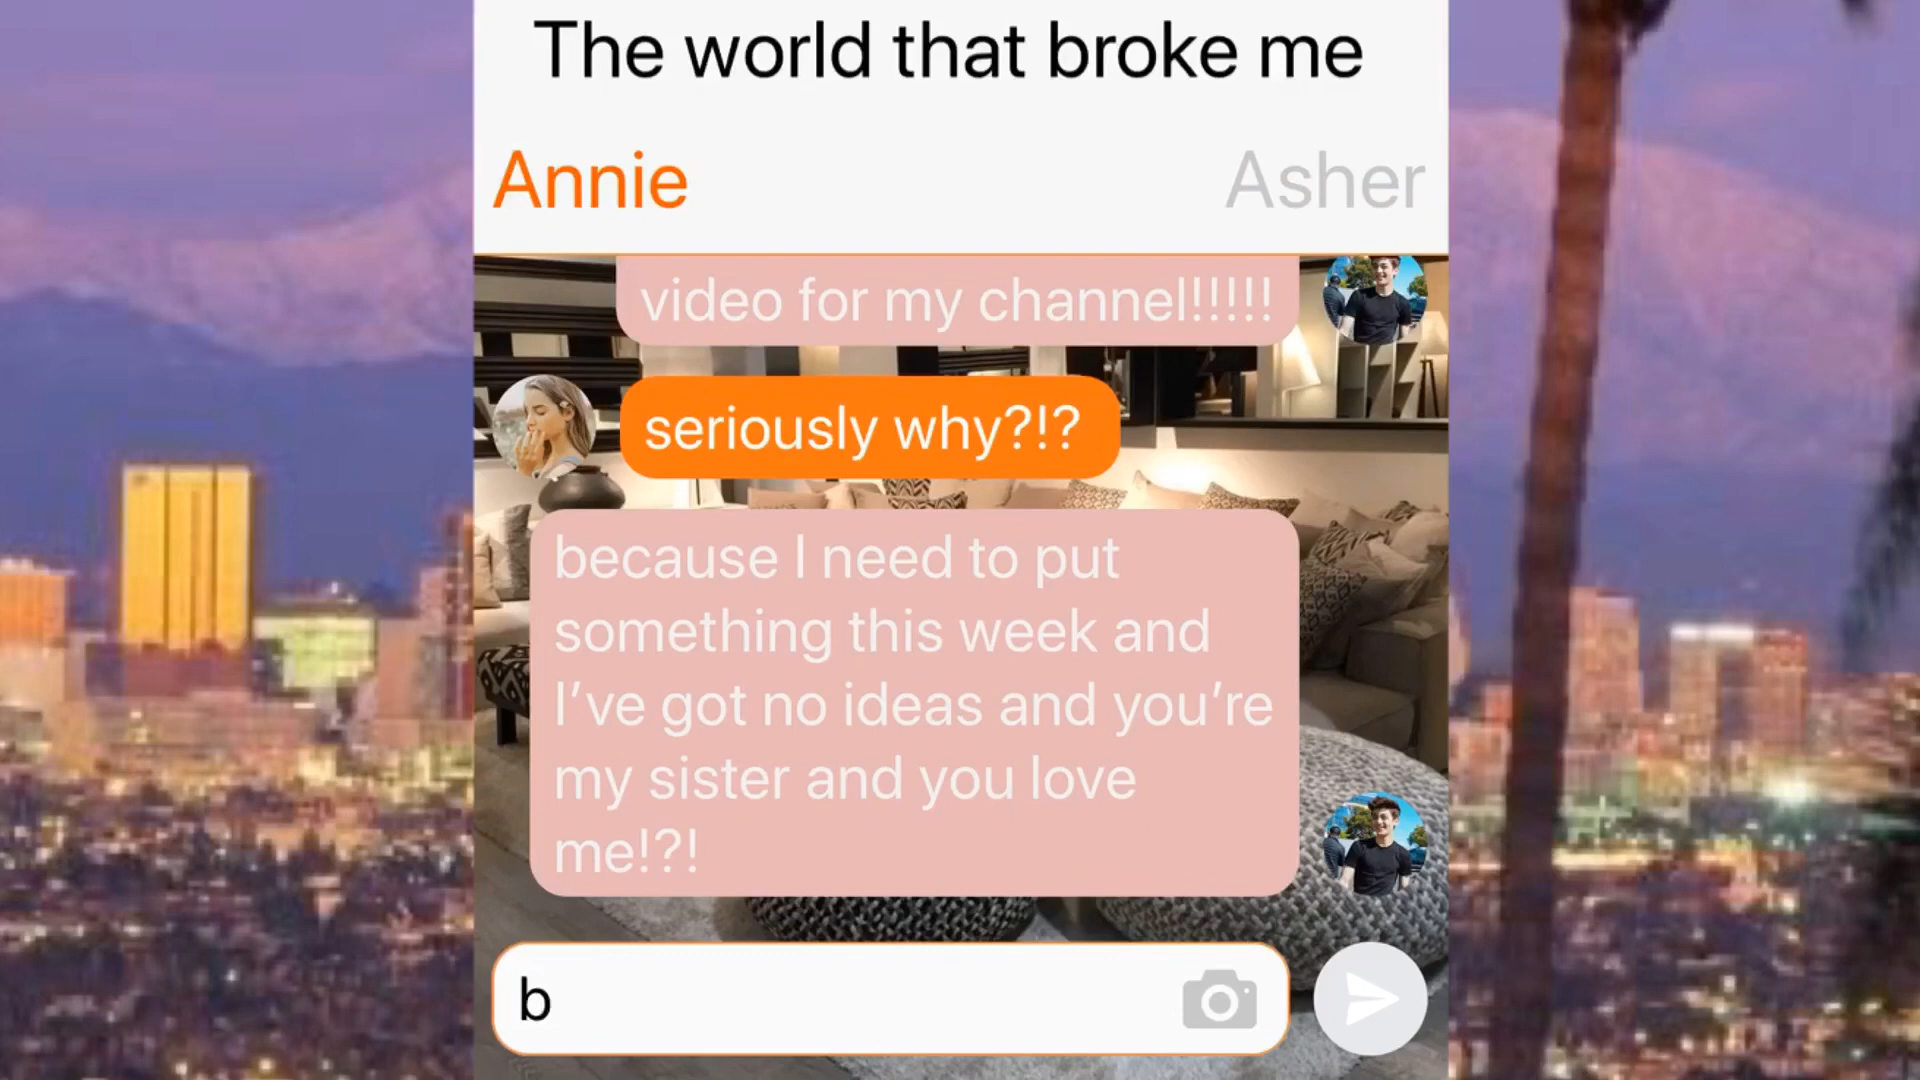 The world that broke me
Annie
Asher
video for my channel!!!!!
seriously why?!?
because I need to put
something this week and
I’ve got no ideas and you’re
my sister and you love
me!?!
b